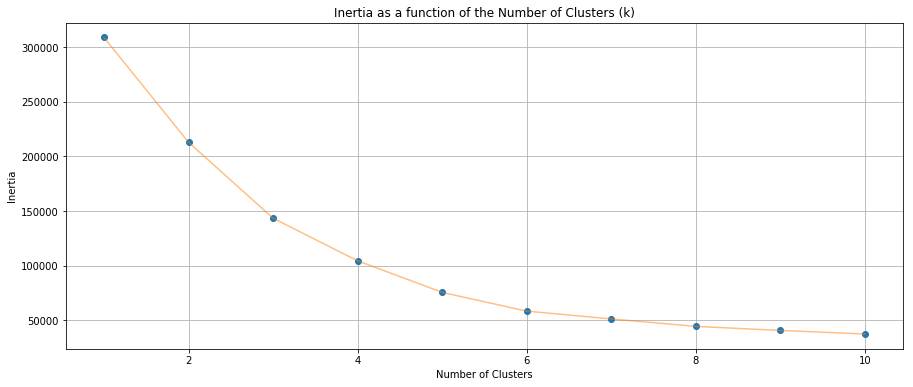 Inertia as a function of the Number of Clusters (k)
300000
250000
200000
150000
100000
50000
Inertia
2 4 6 8 10
Number of Clusters